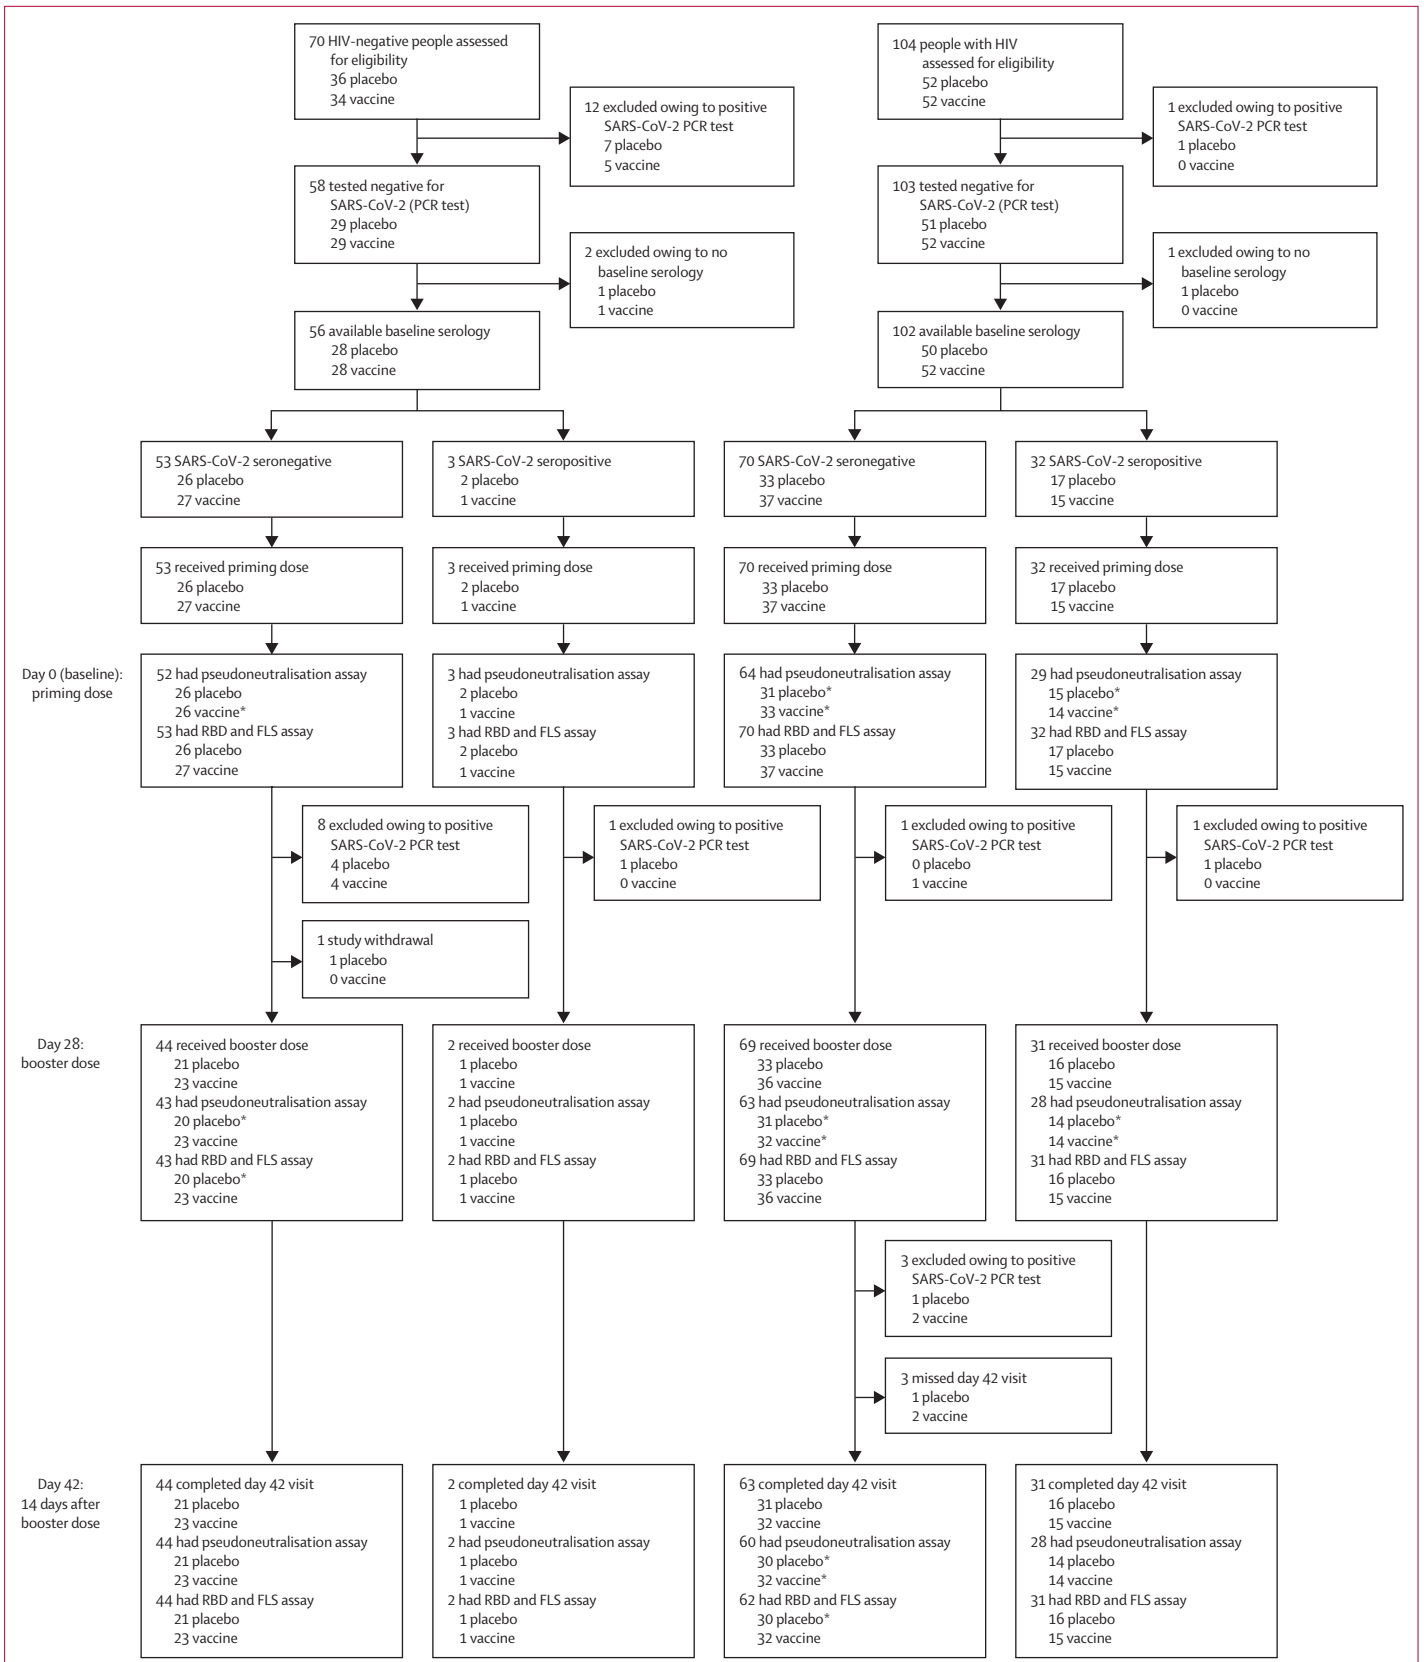 70 HIV-negative people assessed
for eligibility
36 placebo
34 vaccine
104 people with HIV
assessed for eligibility
52 placebo
52 vaccine
12 excluded owing to positive
SARS-CoV-2 PCR test
7 placebo
5 vaccine
1 excluded owing to positive
SARS-CoV-2 PCR test
1 placebo
0 vaccine
58 tested negative for
SARS-CoV-2 (PCR test)
29 placebo
29 vaccine
103 tested negative for
SARS-CoV-2 (PCR test)
51 placebo
52 vaccine
2 excluded owing to no
baseline serology
1 placebo
1 vaccine
1 excluded owing to no
baseline serology
1 placebo
0 vaccine
56 available baseline serology
28 placebo
28 vaccine
102 available baseline serology
50 placebo
52 vaccine
53 SARS-CoV-2 seronegative
26 placebo
27 vaccine
3 SARS-CoV-2 seropositive
2 placebo
1 vaccine
70 SARS-CoV-2 seronegative
33 placebo
37 vaccine
32 SARS-CoV-2 seropositive
17 placebo
15 vaccine
53 received priming dose
26 placebo
27 vaccine
3 received priming dose
2 placebo
1 vaccine
70 received priming dose
33 placebo
37 vaccine
32 received priming dose
17 placebo
15 vaccine
Day 0 (baseline):
priming dose
52 had pseudoneutralisation assay
26 placebo
26 vaccine*
53 had RBD and FLS assay
26 placebo
27 vaccine
3 had pseudoneutralisation assay
2 placebo
1 vaccine
3 had RBD and FLS assay
2 placebo
1 vaccine
64 had pseudoneutralisation assay
31 placebo*
33 vaccine*
70 had RBD and FLS assay
33 placebo
37 vaccine
29 had pseudoneutralisation assay
15 placebo*
14 vaccine*
32 had RBD and FLS assay
17 placebo
15 vaccine
8 excluded owing to positive
SARS-CoV-2 PCR test
4 placebo
4 vaccine
1 excluded owing to positive
SARS-CoV-2 PCR test
1 placebo
0 vaccine
1 excluded owing to positive
SARS-CoV-2 PCR test
0 placebo
1 vaccine
1 excluded owing to positive
SARS-CoV-2 PCR test
1 placebo
0 vaccine
1 study withdrawal
1 placebo
0 vaccine
Day 28:
booster dose
44 received booster dose
21 placebo
23 vaccine
43 had pseudoneutralisation assay
20 placebo*
23 vaccine
43 had RBD and FLS assay
20 placebo*
23 vaccine
2 received booster dose
1 placebo
1 vaccine
2 had pseudoneutralisation assay
1 placebo
1 vaccine
2 had RBD and FLS assay
1 placebo
1 vaccine
69 received booster dose
33 placebo
36 vaccine
63 had pseudoneutralisation assay
31 placebo*
32 vaccine*
69 had RBD and FLS assay
33 placebo
36 vaccine
31 received booster dose
16 placebo
15 vaccine
28 had pseudoneutralisation assay
14 placebo*
14 vaccine*
31 had RBD and FLS assay
16 placebo
15 vaccine
3 excluded owing to positive
SARS-CoV-2 PCR test
1 placebo
2 vaccine
3 missed day 42 visit
1 placebo
2 vaccine
Day 42:
14 days after
booster dose
44 completed day 42 visit
21 placebo
23 vaccine
44 had pseudoneutralisation assay
21 placebo
23 vaccine
44 had RBD and FLS assay
21 placebo
23 vaccine
2 completed day 42 visit
1 placebo
1 vaccine
2 had pseudoneutralisation assay
1 placebo
1 vaccine
2 had RBD and FLS assay
1 placebo
1 vaccine
63 completed day 42 visit
31 placebo
32 vaccine
60 had pseudoneutralisation assay
30 placebo*
32 vaccine*
62 had RBD and FLS assay
30 placebo*
32 vaccine
31 completed day 42 visit
16 placebo
15 vaccine
28 had pseudoneutralisation assay
14 placebo
14 vaccine
31 had RBD and FLS assay
16 placebo
15 vaccine